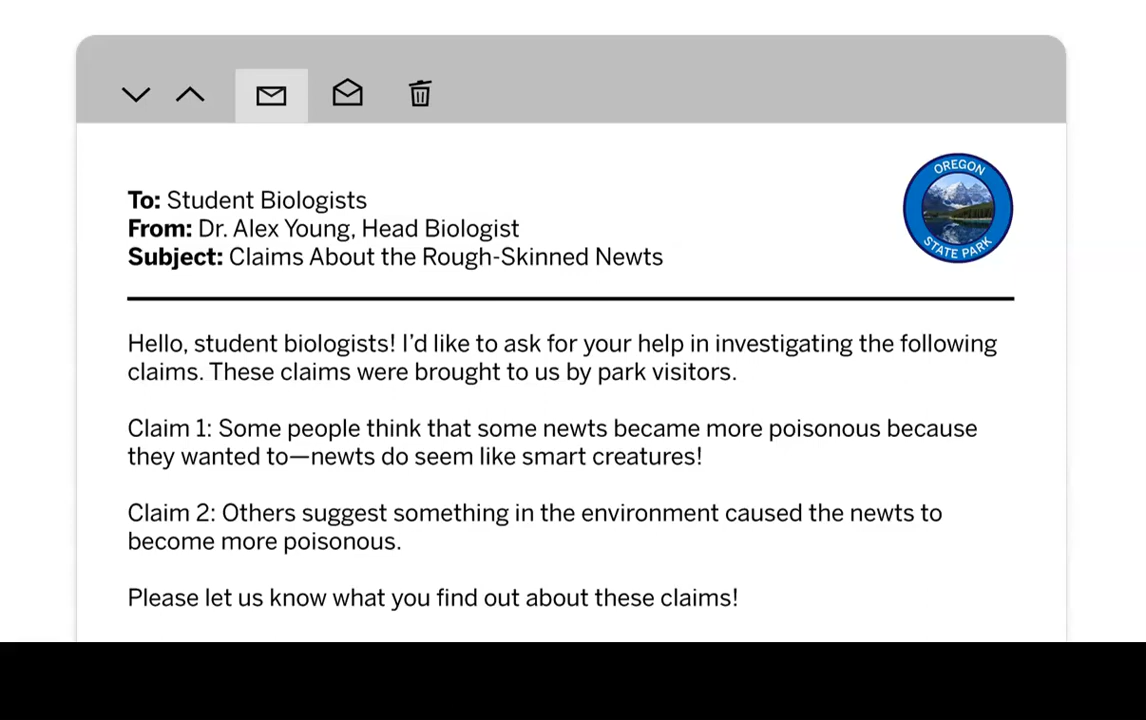 OREGON
STATE PARK
To: Student Biologists
From: Dr. Alex Young, Head Biologist
Subject: Claims About the Rough-Skinned Newts
Hello, student biologists! I’d like to ask for your help in investigating the following
claims. These claims were brought to us by park visitors.
Claim 1: Some people think that some newts became more poisonous because
they wanted to—newts do seem like smart creatures!
Claim 2: Others suggest something in the environment caused the newts to
become more poisonous.
Please let us know what you find out about these claims!